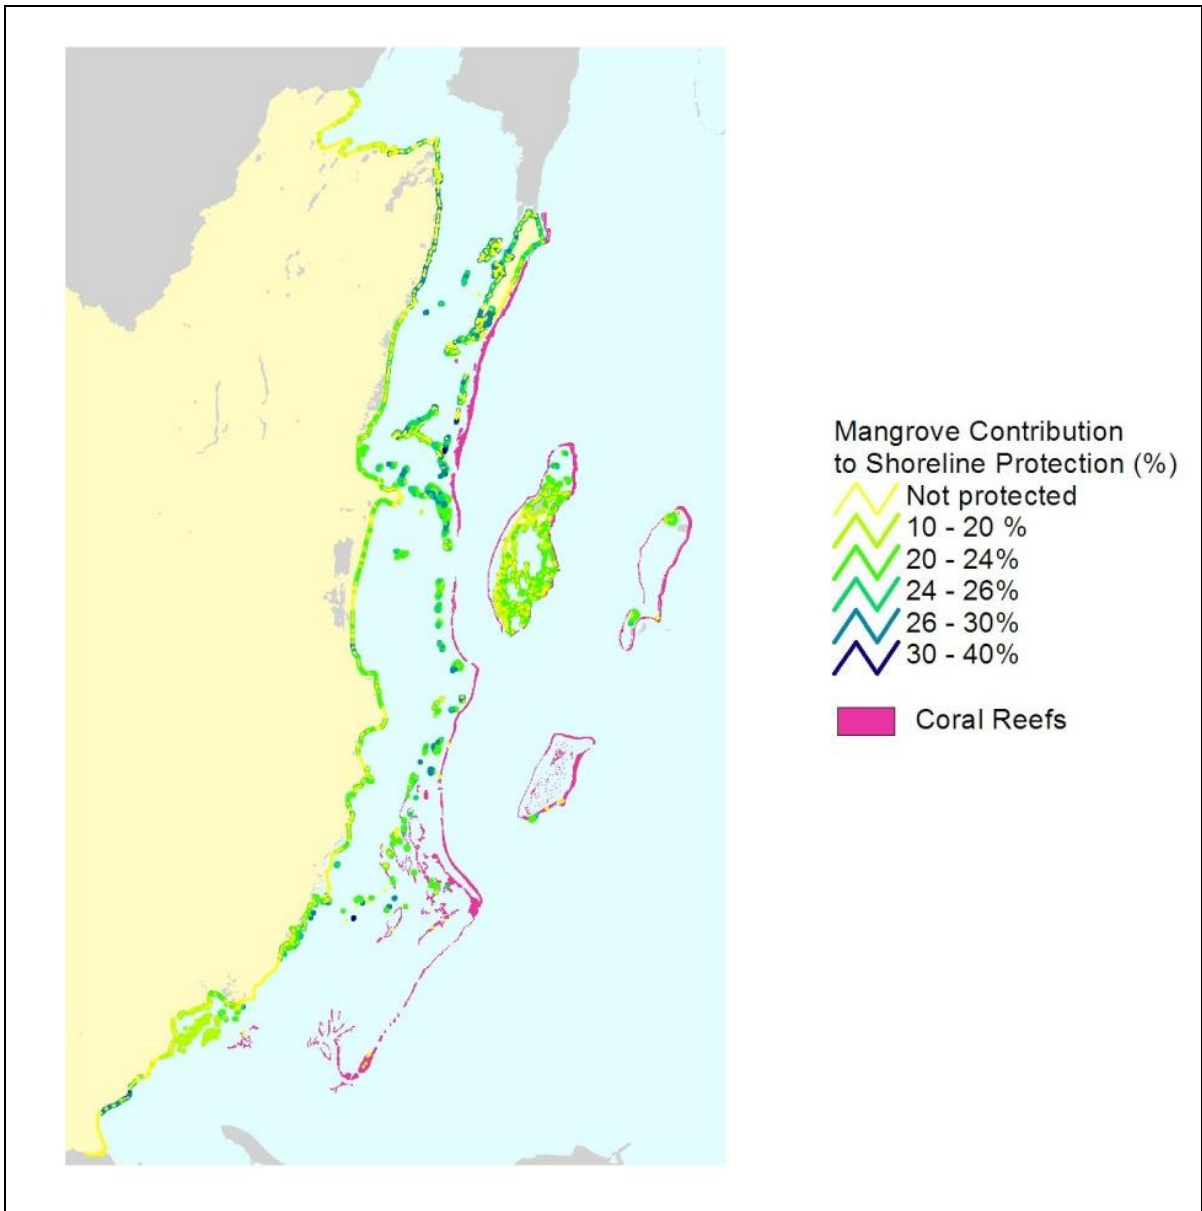 Mangrove Contribution
to Shoreline Protection (%)
Not protected
10 - 20 %
20 - 24%
24 - 26%
26 - 30%
30 - 40%
Coral Reefs